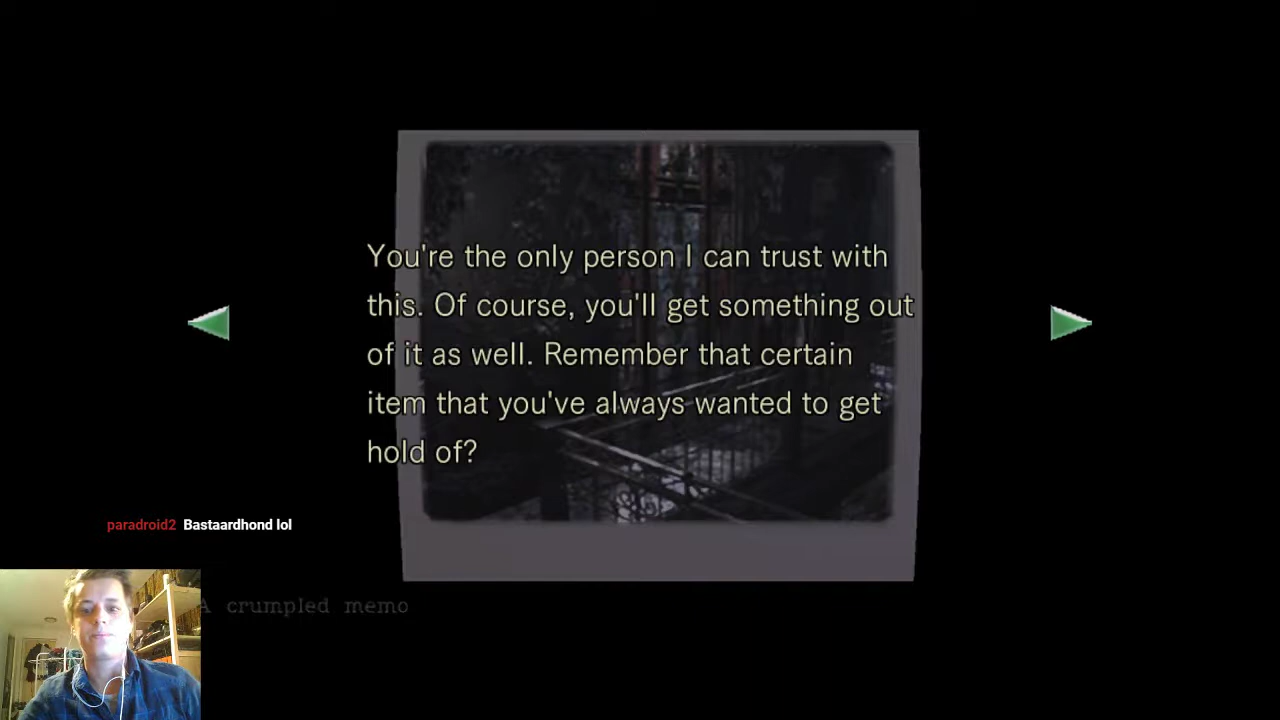 You're the only person I can trust with
this. Of course, you'll get something out
of it as well. Remember that certain
item that you've always wanted to get
hold of?
paradroid2 Bastaardhond lol
A crumpled memo